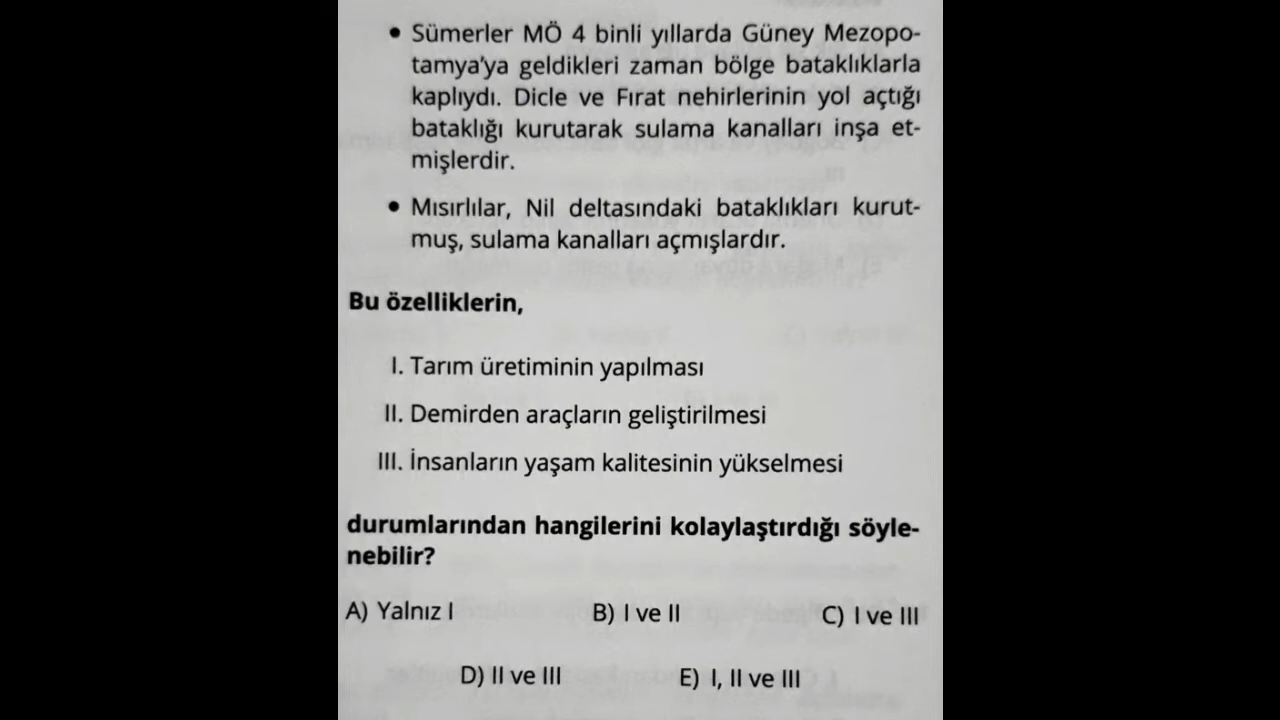 • Sümerler MÖ 4 binli yıllarda Güney Mezopo-
tamya'ya geldikleri zaman bölge bataklıklarla
kaplıydı. Dicle ve Fırat nehirlerinin yol açtığı
bataklığı kurutarak sulama kanalları inşa et-
mişlerdir.
• Mısırlılar, Nil deltasındaki bataklıkları kurut-
muş, sulama kanalları açmışlardır.
Bu özelliklerin,
I. Tarım üretiminin yapılması
II. Demirden araçların geliştirilmesi
III. İnsanların yaşam kalitesinin yükselmesi
durumlarından hangilerini kolaylaştırdığı söyle-
nebilir?
A) Yalnız I B) I ve II C) I ve III
D) II ve III E) I, II ve III